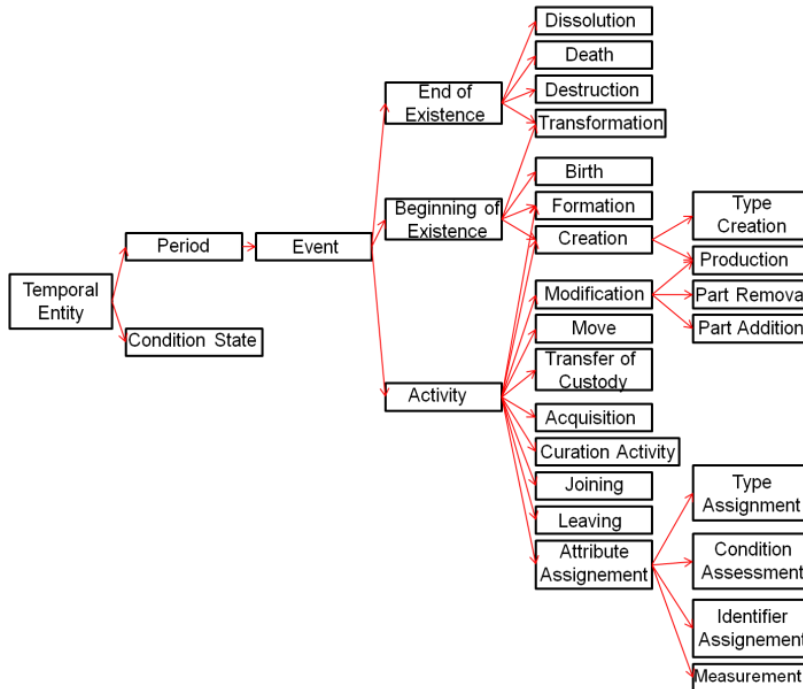 Dissolution
Death
End of
Existence
Destruction
Transformation
Birth
Beginning of
Existence
Formation
Type
Creation
Creation
Period
Event
Production
Temporal
Entity
Modification
Part Remova
Condition State
Move
Part Addition
Transfer of
Custody
Activity
Acquisition
Curation Activity
Joining
Type
Assignment
Leaving
Attribute
Assignement
Condition
Assessment
Identifier
Assignement
Measurement